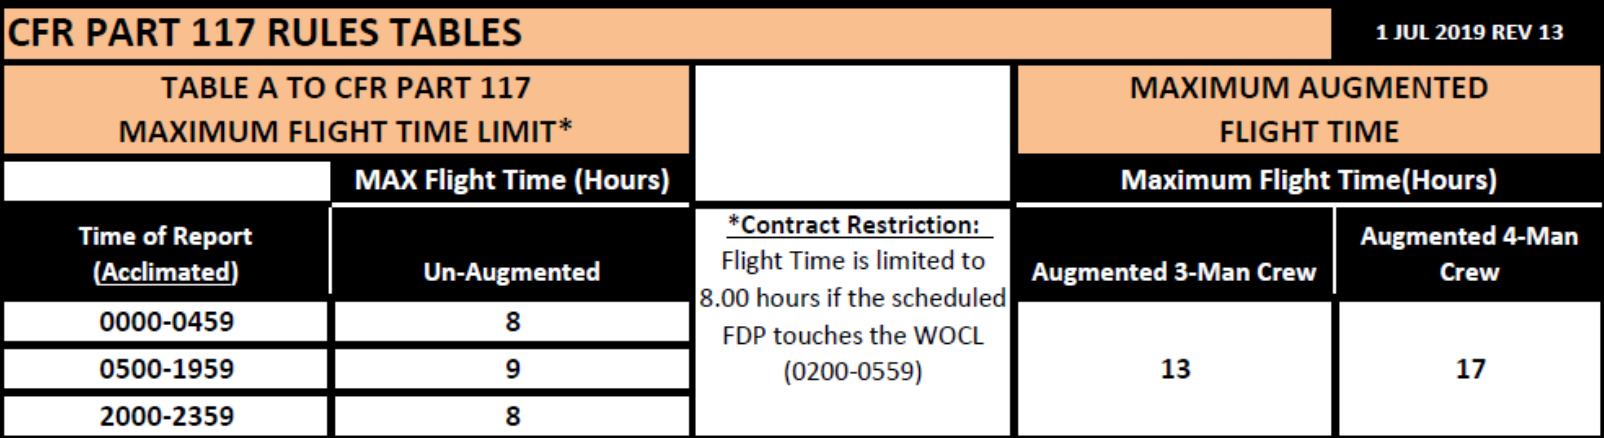 CFR PART 117 RULES TABLES
1 JUL 2019 REV 13
TABLE A TO CFR PART 117
MAXIMUM FLIGHT TIME LIMIT*
MAX Flight Time (Hours)
Time of Report
(Acclimated)
Un-Augmented
0000-0459
8
0500-1959
9
2000-2359
8
*Contract Restriction:
Flight Time is limited to
8.00 hours if the scheduled
FDP touches the WOCL
(0200-0559)
MAXIMUM AUGMENTED
FLIGHT TIME
Maximum Flight Time(Hours)
Augmented 3-Man Crew
Augmented 4-Man
Crew
13
17